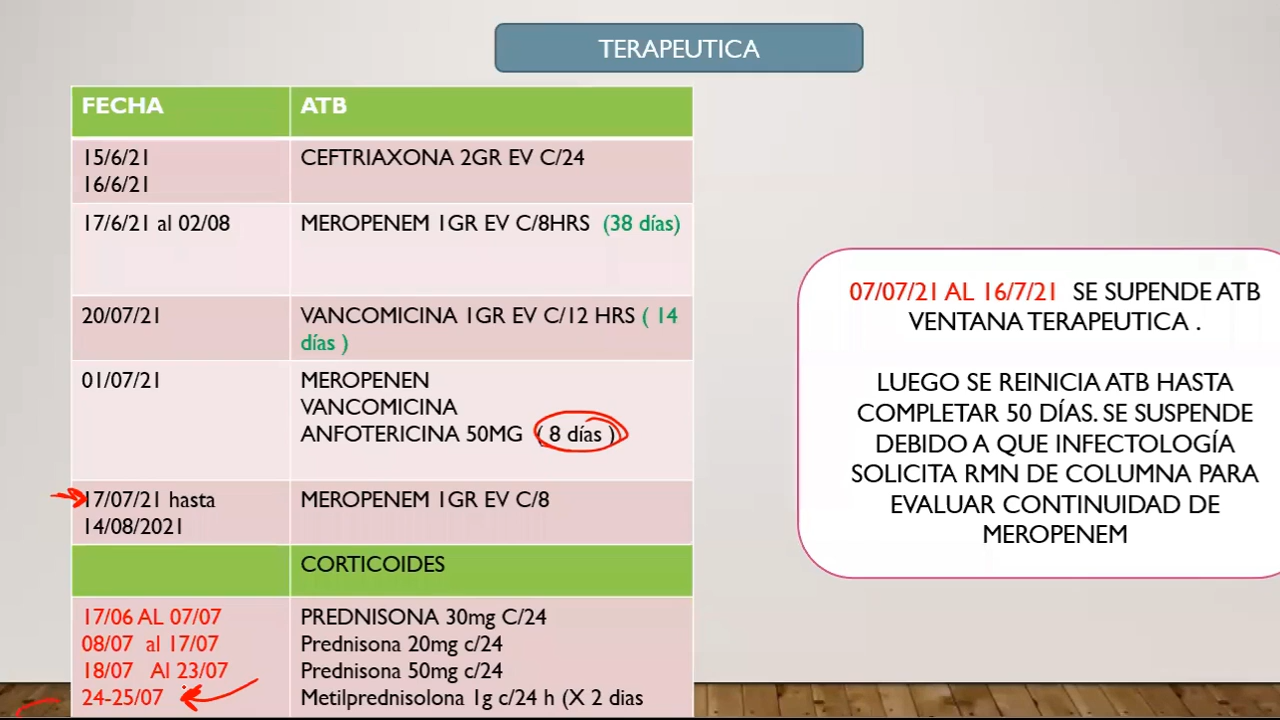 TERAPEUTICA
FECHA ATB
15/6/21 CEFTRIAXONA 2GR EV C/24
16/6/21
17/6/21 al 02/08 MEROPENEM 1GR EV C/8HRS (38 días)
20/07/21 VANCOMICINA 1GR EV C/12 HRS ( 14
días )
01/07/21 MEROPENEN
VANCOMICINA
ANFOTERICINA 50MG ( 8 días )
17/07/21 hasta MEROPENEM 1GR EV C/8
14/08/2021
CORTICOIDES
17/06 AL 07/07 PREDNISONA 30mg C/24
08/07 al 17/07 Prednisona 20mg c/24
18/07 Al 23/07 Prednisona 50mg c/24
24-25/07 Metilprednisolona 1g c/24 h (X 2 dias
07/07/21 AL 16/7/21 SE SUPENDE ATB
VENTANA TERAPEUTICA .
LUEGO SE REINICIA ATB HASTA
COMPLETAR 50 DÍAS. SE SUSPENDE
DEBIDO A QUE INFECTOLOGÍA
SOLICITA RMN DE COLUMNA PARA
EVALUAR CONTINUIDAD DE
MEROPENEM